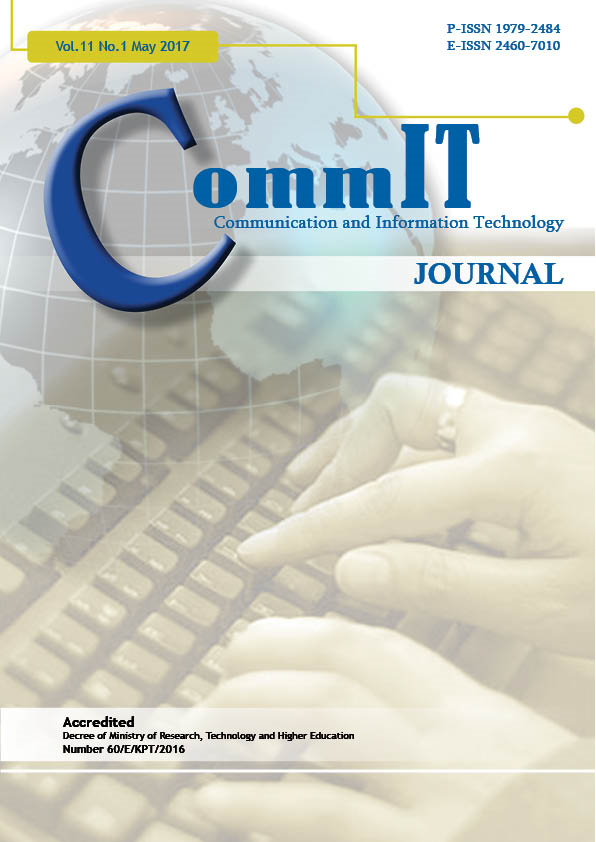 Vol.11 No.1 May 2017
P-ISSN 1979-2484
E-ISSN 2460-7010
CommIT
Communication and Information Technology
JOURNAL
Accredited
Decree of Ministry of Research, Technology and Higher Education
Number 60/E/KPT/2016